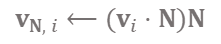 v_{N, i} ⟵ (v_i · N)N